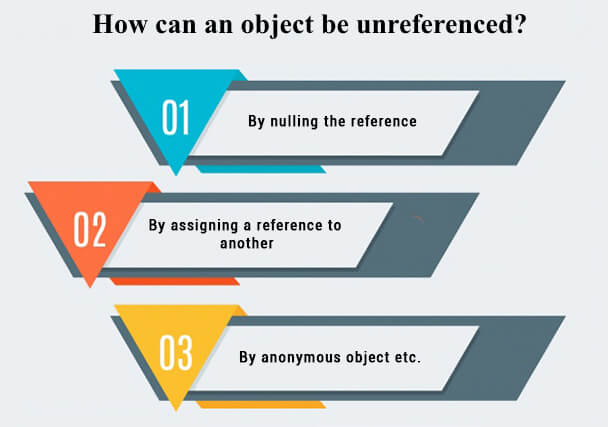 How can an object be unreferenced?
01
By nulling the reference
02
By assigning a reference to
another
03
By anonymous object etc.